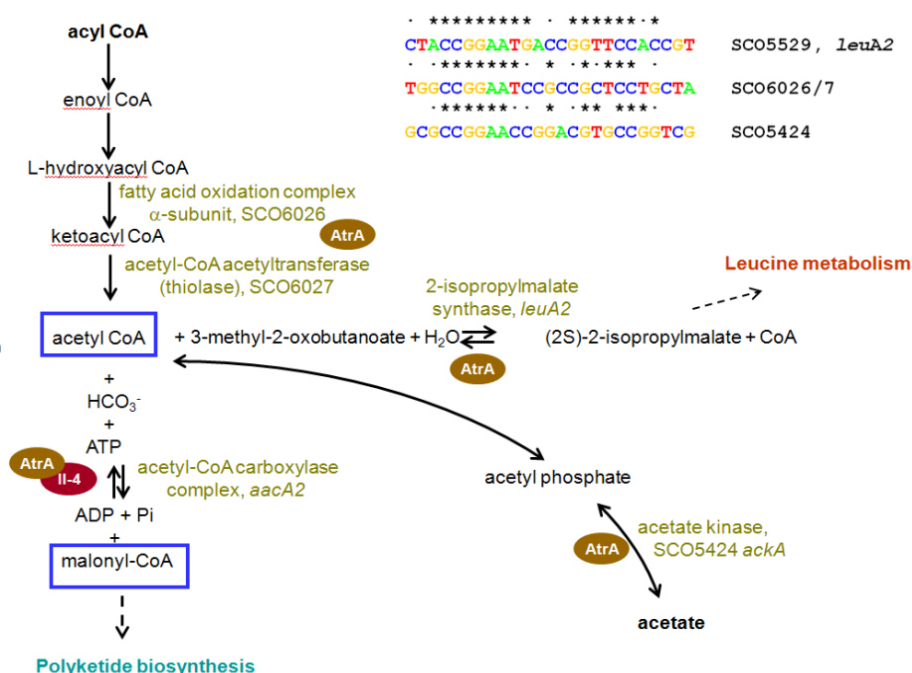 acyl CoA
enoyl CoA
L-hydroxyacyl CoA
fatty acid oxidation complex
α-subunit, SCO6026
ketoacyl CoA
AtrA
acetyl-CoA acetyltransferase
(thiolase), SCO6027
· ********* · ******·*
CTACCGGAATGACCGGTTCCACCGT SCO5529, leuA2
· ******* · * ·* *** ·
TGGCCGGAATCCGCCGCTCCTGCTA SCO6026/7
· ******* · * ** *** ·
GCGCCGGAACCGGACGTGCCGGTCG SCO5424
Leucine metabolism
2-isopropylmalate
synthase, leuA2
acetyl CoA + 3-methyl-2-oxobutanoate + H₂O (2S)-2-isopropylmalate + CoA
AtrA
+
HCO₃⁻
+
ATP
AtrA
II-4
acetyl-CoA carboxylase
complex, aacA2
ADP + Pi
+
malonyl-CoA
acetyl phosphate
acetate kinase,
SCO5424 ackA
AtrA
acetate
Polyketide biosynthesis